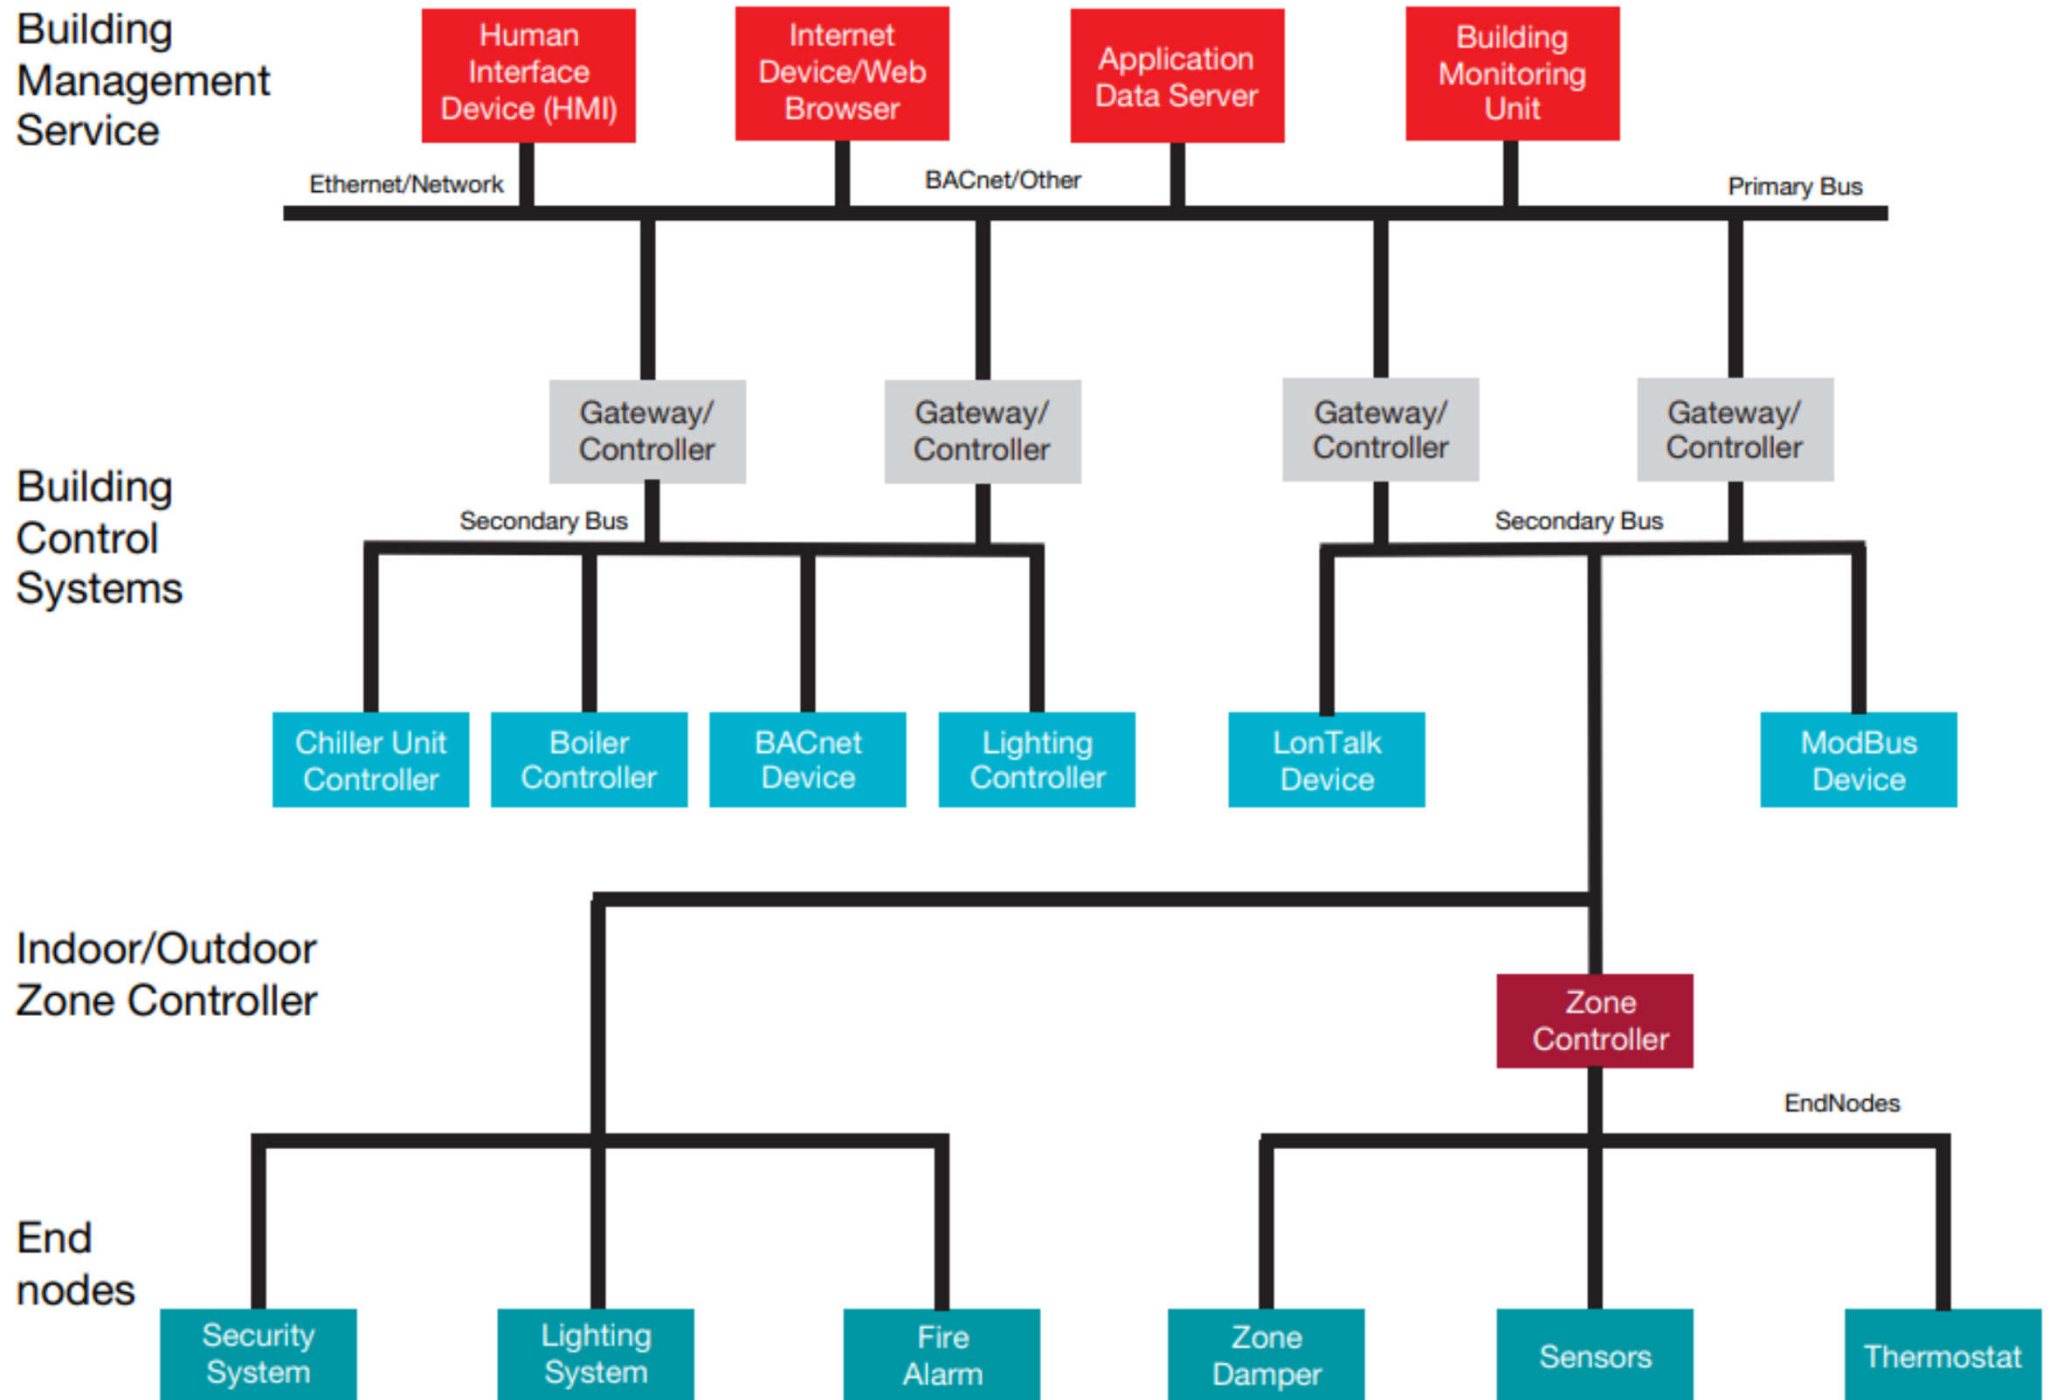 Building
Management
Service
Human
Interface
Device (HMI)
Internet
Device/Web
Browser
Application
Data Server
Building
Monitoring
Unit
Ethernet/Network
BACnet/Other
Primary Bus
Building
Control
Systems
Gateway/
Controller
Gateway/
Controller
Gateway/
Controller
Gateway/
Controller
Secondary Bus
Secondary Bus
Chiller Unit
Controller
Boiler
Controller
BACnet
Device
Lighting
Controller
LonTalk
Device
ModBus
Device
Indoor/Outdoor
Zone Controller
Zone
Controller
EndNodes
End
nodes
Security
System
Lighting
System
Fire
Alarm
Zone
Damper
Sensors
Thermostat